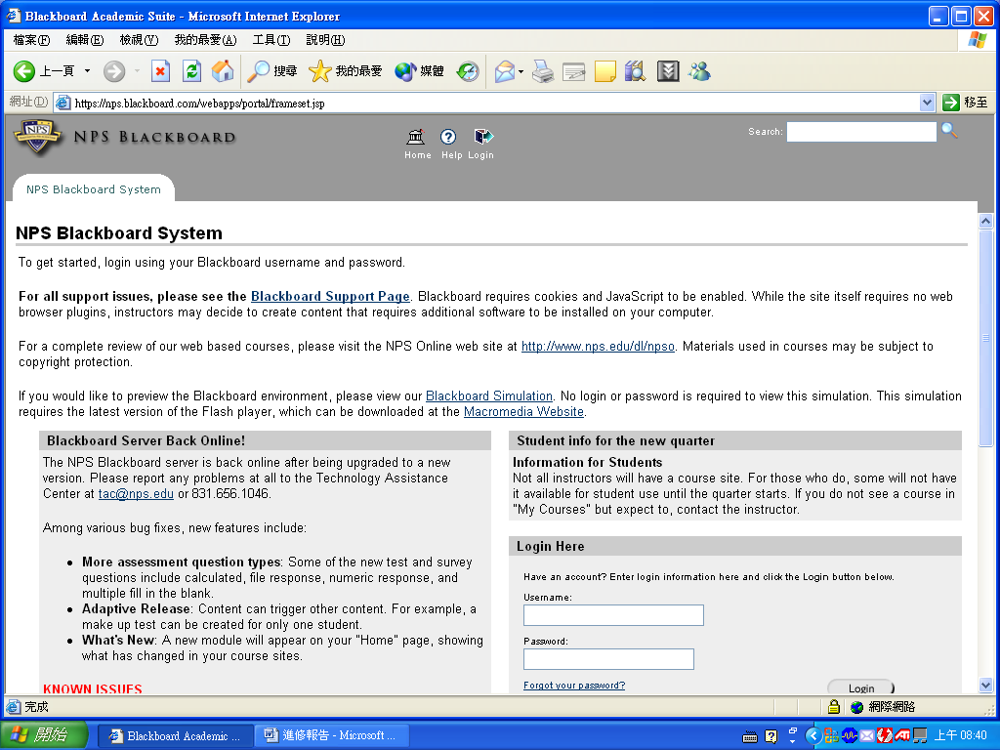 Blackboard Academic Suite - Microsoft Internet Explorer
檔案(F) 編輯(E) 檢視(V) 我的最愛(A) 工具(T) 說明(H)
上一頁 搜尋 我的最愛 媒體
網址(D) https://nps.blackboard.com/webapps/portal/frameset.jsp 移至
NPS NPS BLACKBOARD
Home Help Login
Search:
NPS Blackboard System
NPS Blackboard System
To get started, login using your Blackboard username and password.
For all support issues, please see the Blackboard Support Page. Blackboard requires cookies and JavaScript to be enabled. While the site itself requires no web
browser plugins, instructors may decide to create content that requires additional software to be installed on your computer.
For a complete review of our web based courses, please visit the NPS Online web site at http://www.nps.edu/dl/npso. Materials used in courses may be subject to
copyright protection.
If you would like to preview the Blackboard environment, please view our Blackboard Simulation. No login or password is required to view this simulation. This simulation
requires the latest version of the Flash player, which can be downloaded at the Macromedia Website.
Blackboard Server Back Online!
The NPS Blackboard server is back online after being upgraded to a new
version. Please report any problems at all to the Technology Assistance
Center at tac@nps.edu or 831.656.1046.
Among various bug fixes, new features include:
• More assessment question types: Some of the new test and survey
questions include calculated, file response, numeric response, and
multiple fill in the blank.
• Adaptive Release: Content can trigger other content. For example, a
make up test can be created for only one student.
• What's New: A new module will appear on your "Home" page, showing
what has changed in your course sites.
KNOWN ISSUES
Student info for the new quarter
Information for Students
Not all instructors will have a course site. For those who do, some will not have
it available for student use until the quarter starts. If you do not see a course in
"My Courses" but expect to, contact the instructor.
Login Here
Have an account? Enter login information here and click the Login button below.
Username:
Password:
Forgot your password?
Login
完成 網際網路
開始 Blackboard Academic ... 進修報告 - Microsoft ... 上午 08:40